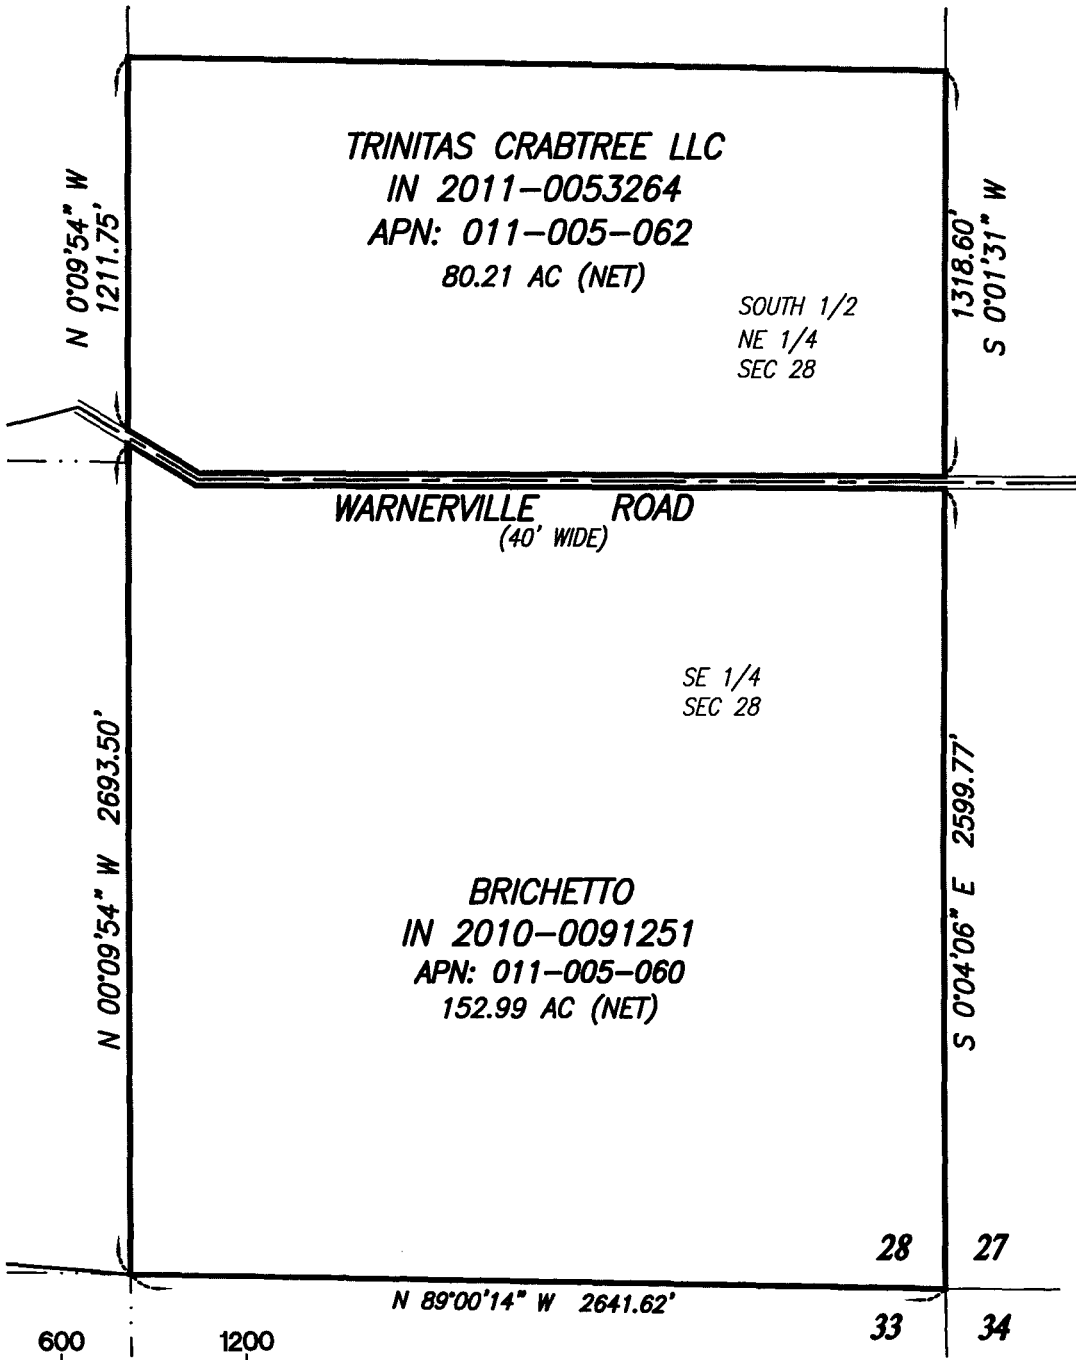 TRINITAS CRABTREE LLC
IN 2011-0053264
APN: 011-005-062
80.21 AC (NET)
N 0°09'54" W
1211.75'
1318.60'
S 0°01'31" W
SOUTH 1/2
NE 1/4
SEC 28
WARNERVILLE ROAD
(40' WIDE)
SE 1/4
SEC 28
N 00°09'54" W 2693.50'
S 0°04'06" E 2599.77'
BRICHETTO
IN 2010-0091251
APN: 011-005-060
152.99 AC (NET)
28 27
N 89°00'14" W 2641.62'
33 34
600 1200